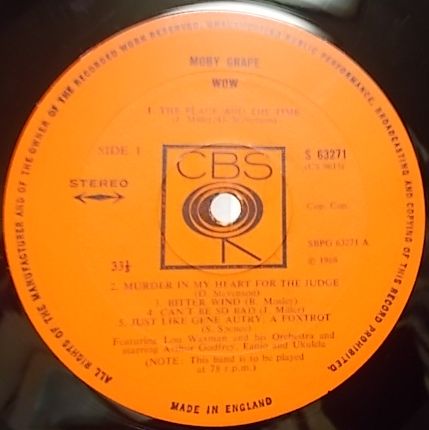 ALL RIGHTS OF THE MANUFACTURER AND OF THE OWNER OF THE RECORDED WORK RESERVED. UNAUTHORISED PUBLIC PERFORMANCE, BROADCASTING AND COPYING OF THIS RECORD PROHIBITED.
MOBY GRAPE
WOW
1. THE PLACE AND THE TIME
SIDE 1
CBS
S 63271
STEREO
Cop. Con.
SBPG 63271 A
33⅓
℗ 1968
2. MURDER IN MY HEART FOR THE JUDGE
(D. Stevenson)
3. BITTER WIND (R. Mosley)
4. CAN'T BE SO BAD (J. Miller)
5. JUST LIKE GENE AUTRY, A FOXTROT
(S. Spence)
Featuring Lou Waxman and his Orchestra and
starring Arthur Godfrey, Banjo and Ukulele
(NOTE: This band is to be played
at 78 r.p.m.)
MADE IN ENGLAND